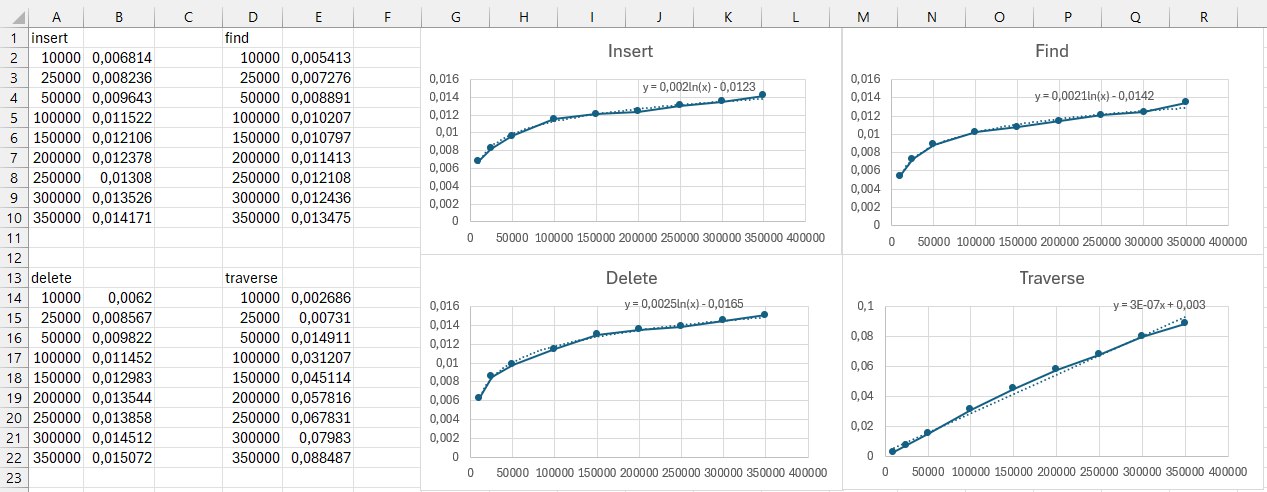 A B C D E F G H I J K L M N O P Q R
1 insert find
2 10000 0,006814 10000 0,005413
3 25000 0,008236 25000 0,007276
4 50000 0,009643 50000 0,008891
5 100000 0,011522 100000 0,010207
6 150000 0,012106 150000 0,010797
7 200000 0,012378 200000 0,011413
8 250000 0,01308 250000 0,012108
9 300000 0,013526 300000 0,012436
10 350000 0,014171 350000 0,013475
11
12
13 delete traverse
14 10000 0,0062 10000 0,002686
15 25000 0,008567 25000 0,00731
16 50000 0,009822 50000 0,014911
17 100000 0,011452 100000 0,031207
18 150000 0,012983 150000 0,045114
19 200000 0,013544 200000 0,057816
20 250000 0,013858 250000 0,067831
21 300000 0,014512 300000 0,07983
22 350000 0,015072 350000 0,088487
23
Insert
y = 0,002ln(x) - 0,0123
0,016
0,014
0,012
0,01
0,008
0,006
0,004
0,002
0
0 50000 100000 150000 200000 250000 300000 350000 400000
Find
y = 0,0021ln(x) - 0,0142
0,016
0,014
0,012
0,01
0,008
0,006
0,004
0,002
0
0 50000 100000 150000 200000 250000 300000 350000 400000
Delete
y = 0,0025ln(x) - 0,0165
0,016
0,014
0,012
0,01
0,008
0,006
0,004
0,002
0
0 50000 100000 150000 200000 250000 300000 350000 400000
Traverse
y = 3E-07x + 0,003
0,1
0,08
0,06
0,04
0,02
0
0 50000 100000 150000 200000 250000 300000 350000 400000